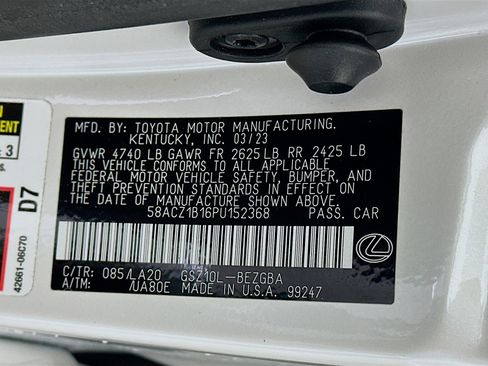 MFD. BY: TOYOTA MOTOR MANUFACTURING,
KENTUCKY, INC. 03/23
GVWR 4740 LB GAWR FR 2625 LB RR 2425 LB
THIS VEHICLE CONFORMS TO ALL APPLICABLE
FEDERAL MOTOR VEHICLE SAFETY, BUMPER, AND
THEFT PREVENTION STANDARDS IN EFFECT ON
THE DATE OF MANUFACTURE SHOWN ABOVE.
58ACZ1B16PU152368 PASS. CAR
C/TR: 085/LA20 GSZ10L-BEZGBA
A/TM: /UA80E MADE IN U.S.A. 99247
3
D7
42661-06C70